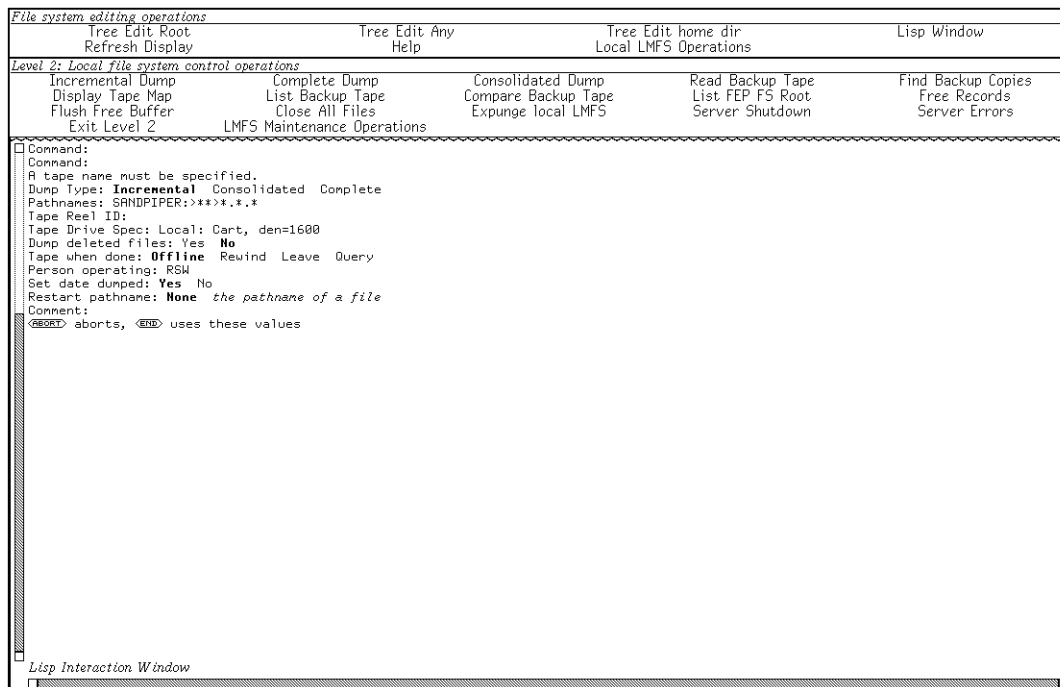 File system editing operations
Tree Edit Root Tree Edit Any Tree Edit home dir Lisp Window
Refresh Display Help Local LMFS Operations
Level 2: Local file system control operations
Incremental Dump Complete Dump Consolidated Dump Read Backup Tape Find Backup Copies
Display Tape Map List Backup Tape Compare Backup Tape List FEP FS Root Free Records
Flush Free Buffer Close All Files Expunge local LMFS Server Shutdown Server Errors
Exit Level 2 LMFS Maintenance Operations
Command:
Command:
A tape name must be specified.
Dump Type: Incremental Consolidated Complete
Pathnames: SANDPIPER:>**>*.*.*
Tape Reel ID:
Tape Drive Spec: Local: Cart, den=1600
Dump deleted files: Yes No
Tape when done: Offline Rewind Leave Query
Person operating: RSW
Set date dumped: Yes No
Restart pathname: None the pathname of a file
Comment:
ABORT aborts, END uses these values
Lisp Interaction Window